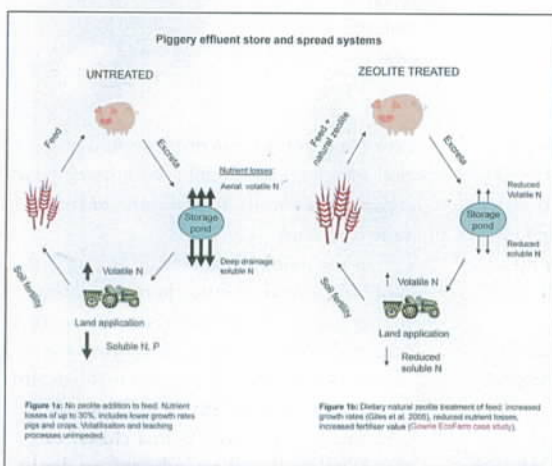 Piggery effluent store and spread systems
UNTREATED
Feed
Excreta
Nutrient losses:
Aerial: volatile N
Storage
pond
Deep drainage,
soluble N
Soil fertility
Volatile N
Land application
Soluble N, P
Figure 1a: No zeolite addition to feed. Nutrient
losses of up to 30%, includes lower growth rates
pigs and crops. Volatilisation and leaching
processes unimpeded.
ZEOLITE TREATED
Feed +
natural zeolite
Excreta
Reduced
Volatile N
Storage
pond
Reduced
soluble N
Soil fertility
Volatile N
Land application
Reduced
soluble N
Figure 1b: Dietary natural zeolite treatment of feed: increased
growth rates (Giles et al. 2005), reduced nutrient losses,
increased fertiliser value (Gowrie EcoFarm case study).